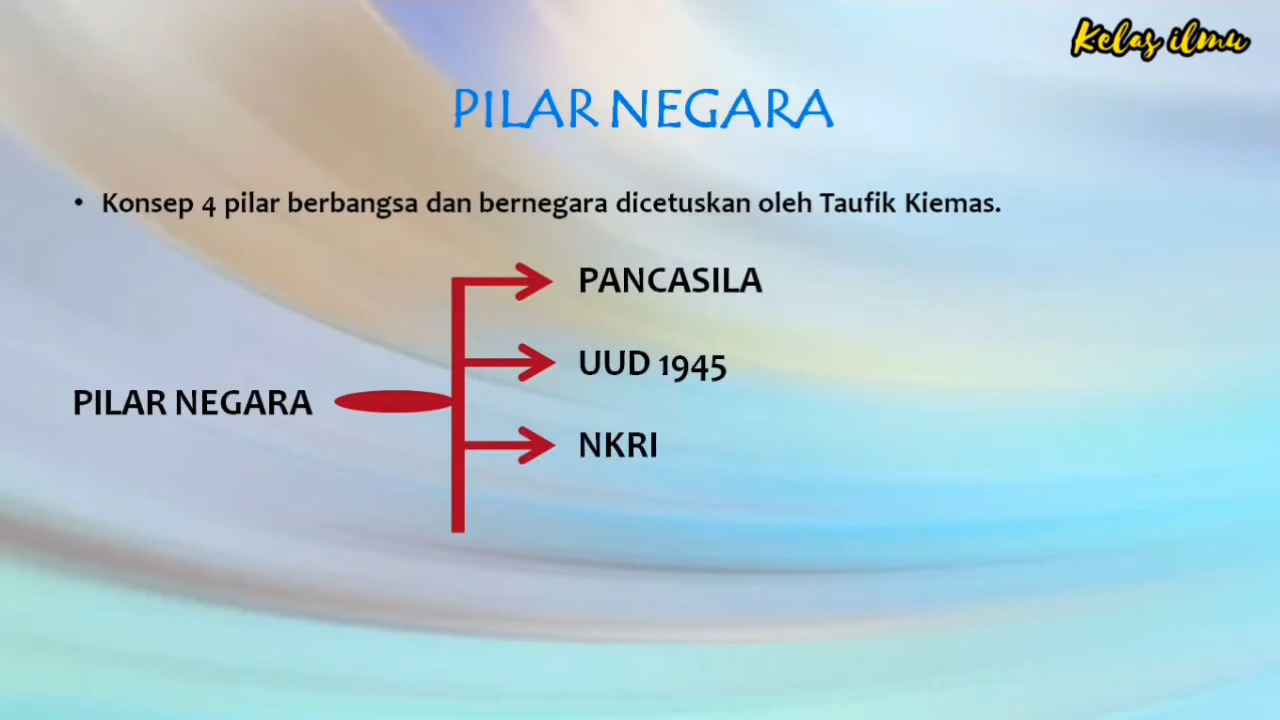 Kelas ilmu
PILAR NEGARA
• Konsep 4 pilar berbangsa dan bernegara dicetuskan oleh Taufik Kiemas.
PANCASILA
UUD 1945
PILAR NEGARA
NKRI